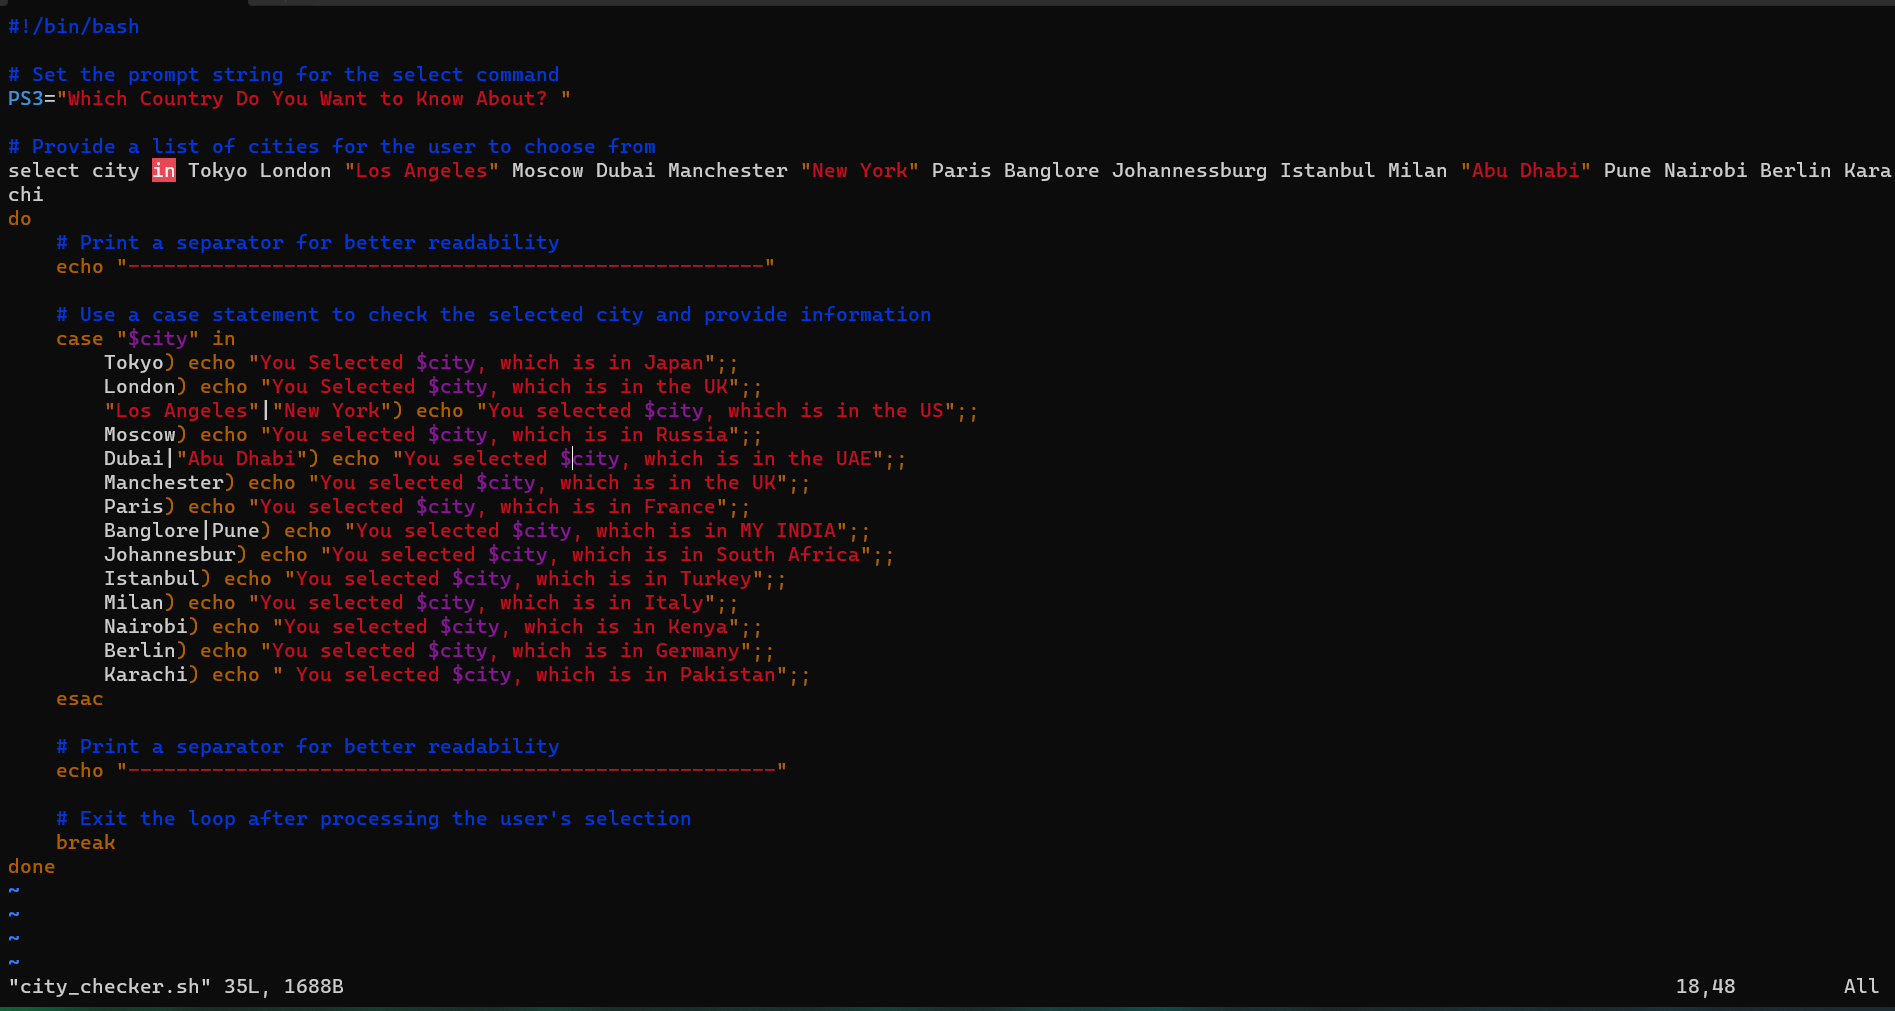 #!/bin/bash
# Set the prompt string for the select command
PS3="Which Country Do You Want to Know About? "
# Provide a list of cities for the user to choose from
select city in Tokyo London "Los Angeles" Moscow Dubai Manchester "New York" Paris Banglore Johannessburg Istanbul Milan "Abu Dhabi" Pune Nairobi Berlin Kara
chi
do
    # Print a separator for better readability
    echo "-----------------------------------------------------"
    # Use a case statement to check the selected city and provide information
    case "$city" in
        Tokyo) echo "You Selected $city, which is in Japan";;
        London) echo "You Selected $city, which is in the UK";;
        "Los Angeles"|"New York") echo "You selected $city, which is in the US";;
        Moscow) echo "You selected $city, which is in Russia";;
        Dubai|"Abu Dhabi") echo "You selected $city, which is in the UAE";;
        Manchester) echo "You selected $city, which is in the UK";;
        Paris) echo "You selected $city, which is in France";;
        Banglore|Pune) echo "You selected $city, which is in MY INDIA";;
        Johannesbur) echo "You selected $city, which is in South Africa";;
        Istanbul) echo "You selected $city, which is in Turkey";;
        Milan) echo "You selected $city, which is in Italy";;
        Nairobi) echo "You selected $city, which is in Kenya";;
        Berlin) echo "You selected $city, which is in Germany";;
        Karachi) echo " You selected $city, which is in Pakistan";;
    esac
    # Print a separator for better readability
    echo "------------------------------------------------------"
    # Exit the loop after processing the user's selection
    break
done
~
~
~
~
"city_checker.sh" 35L, 1688B 18,48 All